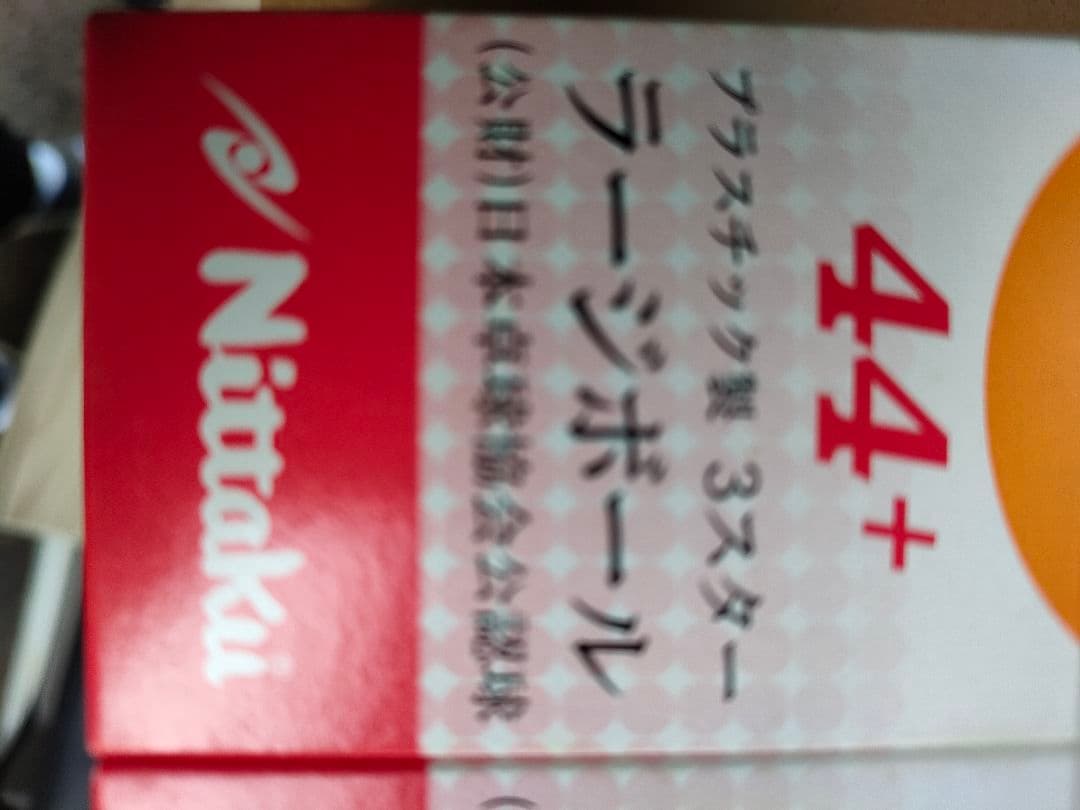 44+
プラスチック製 3スター
ラージボール
(公財)日本卓球協会公認球
Nittaku